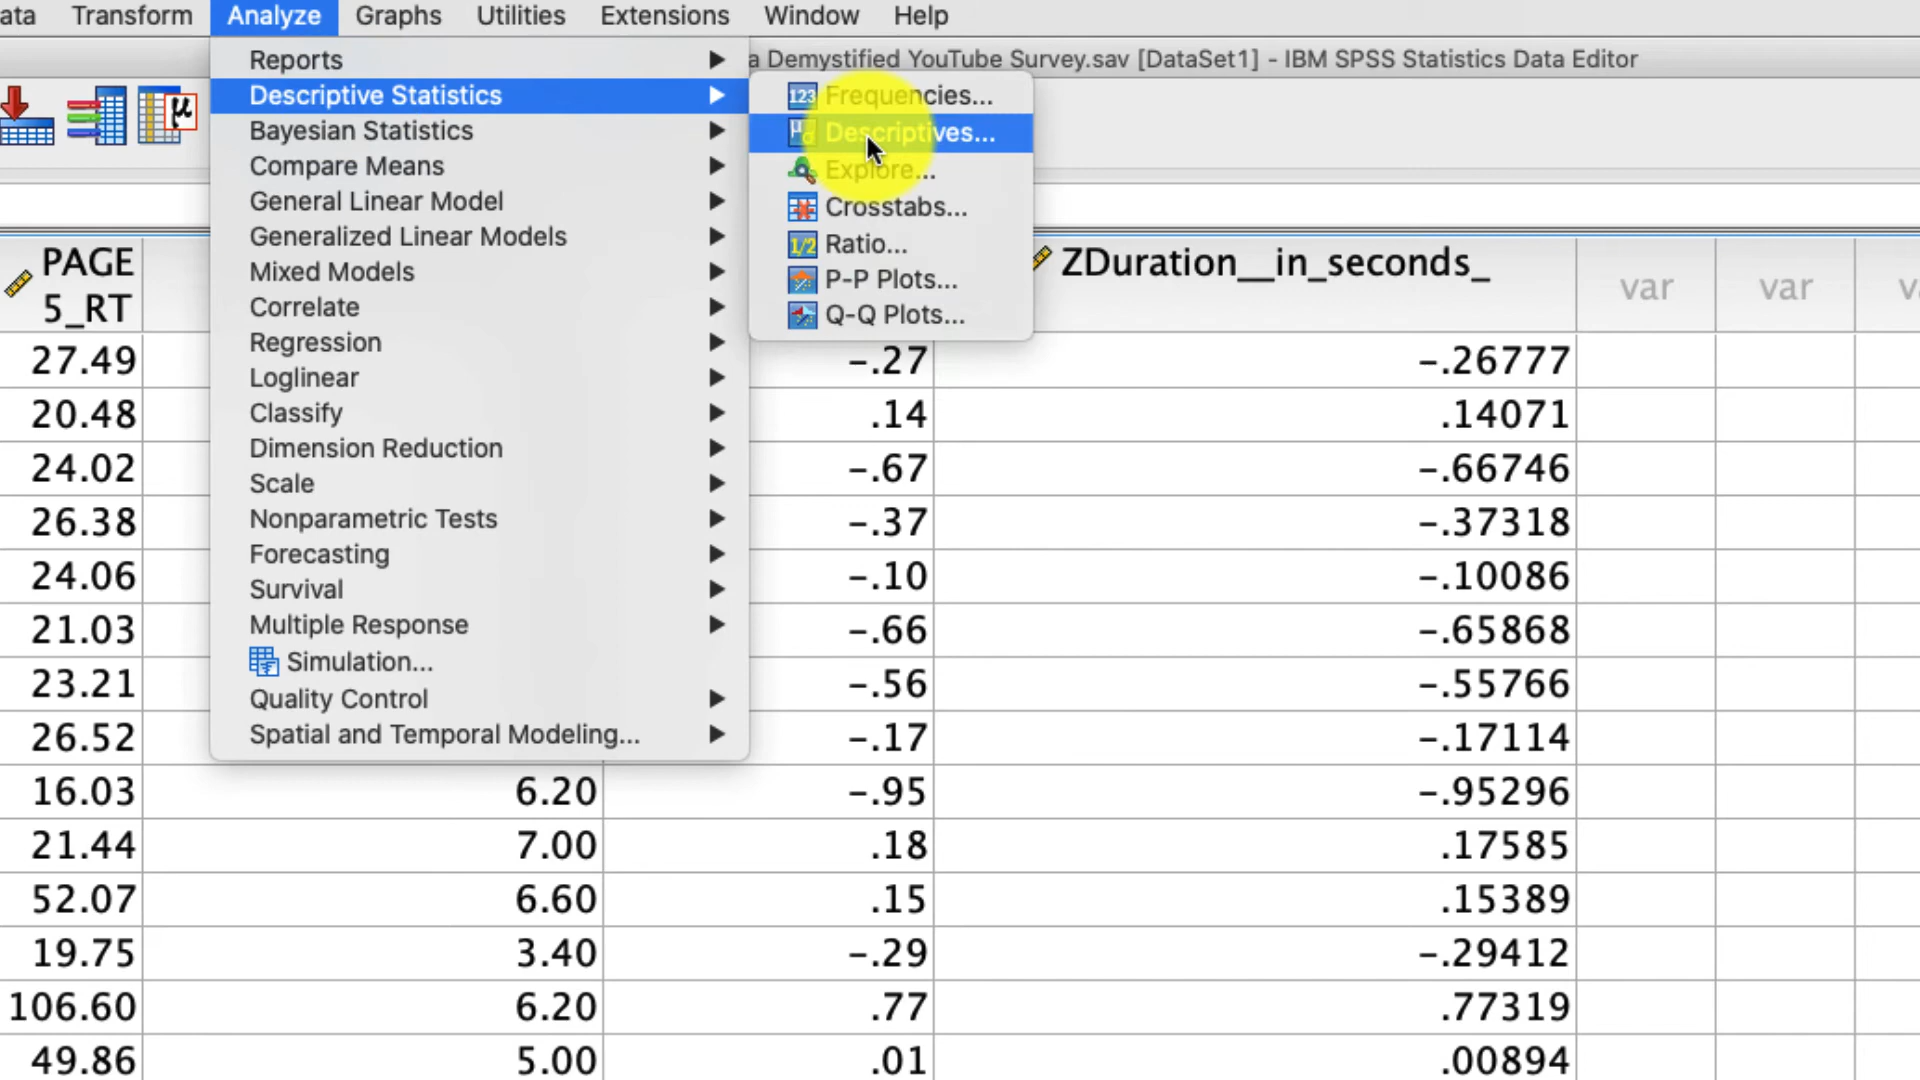 ata Transform Analyze Graphs Utilities Extensions Window Help
a Demystified YouTube Survey.sav [DataSet1] - IBM SPSS Statistics Data Editor
Reports
Descriptive Statistics
Bayesian Statistics
Compare Means
General Linear Model
Generalized Linear Models
Mixed Models
Correlate
Regression
Loglinear
Classify
Dimension Reduction
Scale
Nonparametric Tests
Forecasting
Survival
Multiple Response
Simulation...
Quality Control
Spatial and Temporal Modeling...
123 Frequencies...
μ Descriptives...
Explore...
Crosstabs...
1/2 Ratio...
P-P Plots...
Q-Q Plots...
μ
PAGE
5_RT
ZDuration__in_seconds_ var var va
27.49 -.27 -.26777
20.48 .14 .14071
24.02 -.67 -.66746
26.38 -.37 -.37318
24.06 -.10 -.10086
21.03 -.66 -.65868
23.21 -.56 -.55766
26.52 -.17 -.17114
16.03 6.20 -.95 -.95296
21.44 7.00 .18 .17585
52.07 6.60 .15 .15389
19.75 3.40 -.29 -.29412
106.60 6.20 .77 .77319
49.86 5.00 .01 .00894